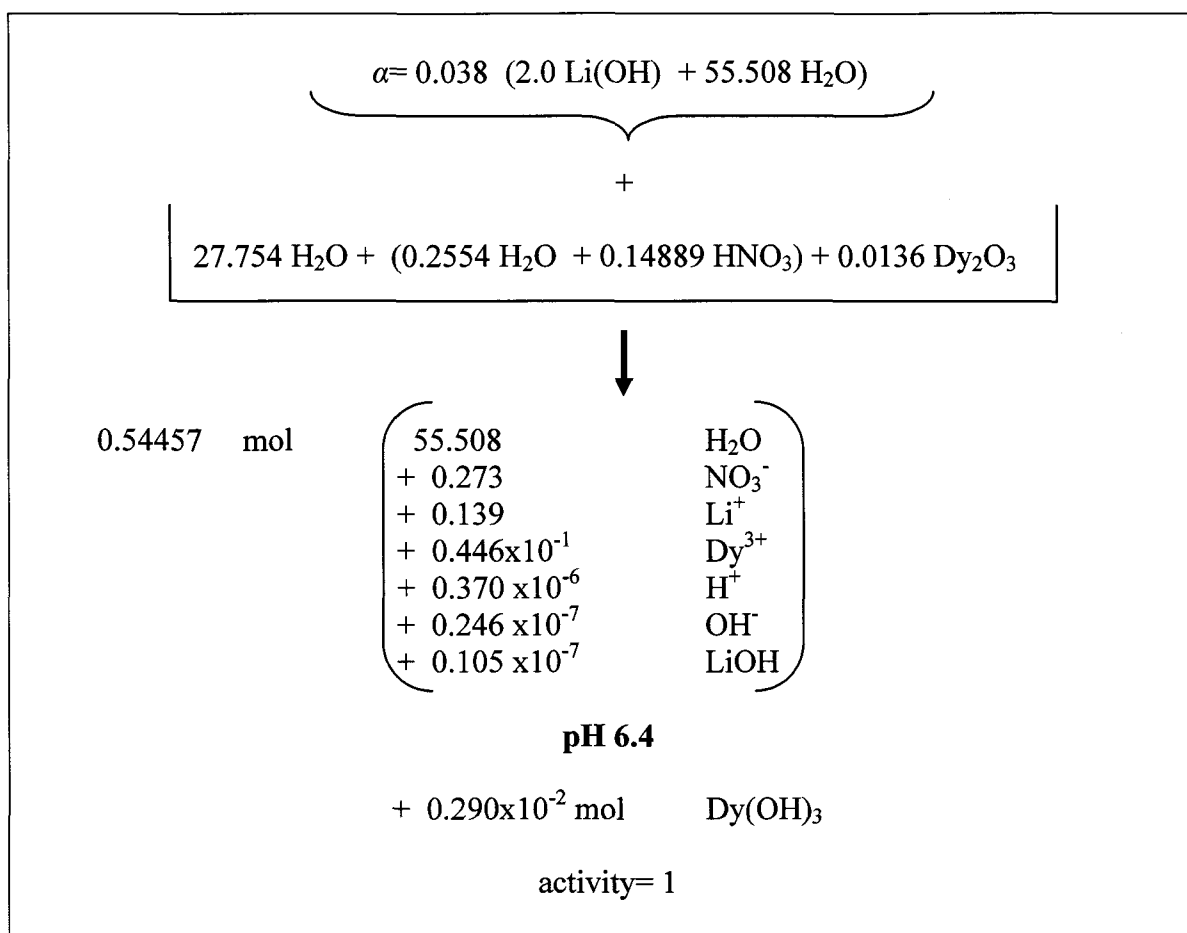 α= 0.038 (2.0 Li(OH) + 55.508 H₂O)
+
27.754 H₂O + (0.2554 H₂O + 0.14889 HNO₃) + 0.0136 Dy₂O₃
0.54457 mol 55.508 H₂O
+ 0.273 NO₃⁻
+ 0.139 Li⁺
+ 0.446x10⁻¹ Dy³⁺
+ 0.370 x10⁻⁶ H⁺
+ 0.246 x10⁻⁷ OH⁻
+ 0.105 x10⁻⁷ LiOH
pH 6.4
+ 0.290x10⁻² mol Dy(OH)₃
activity= 1